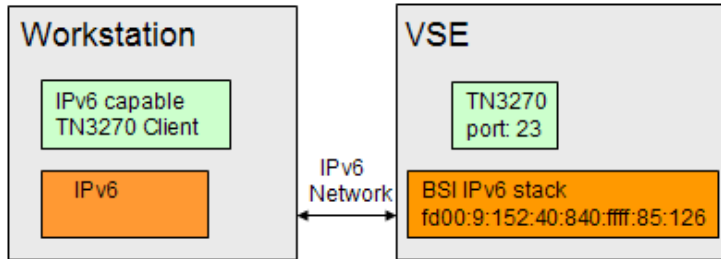 Workstation
IPv6 capable
TN3270 Client
IPv6
IPv6
Network
VSE
TN3270
port: 23
BSI IPv6 stack
fd00:9:152:40:840:ffff:85:126